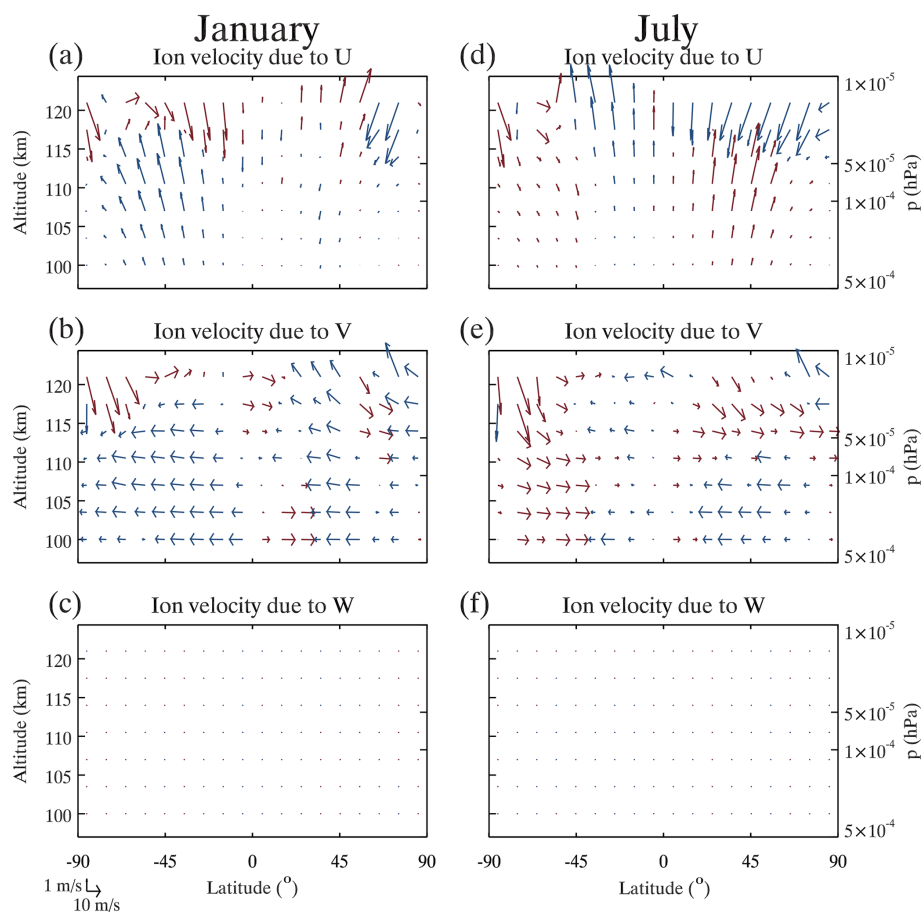 January July
(a) Ion velocity due to U (d) Ion velocity due to U
120 1×10⁻⁵
115 5×10⁻⁵
110 1×10⁻⁴
105
100 5×10⁻⁴
Altitude (km) p (hPa)
(b) Ion velocity due to V (e) Ion velocity due to V
120 1×10⁻⁵
115 5×10⁻⁵
110 1×10⁻⁴
105
100 5×10⁻⁴
Altitude (km) p (hPa)
(c) Ion velocity due to W (f) Ion velocity due to W
120 1×10⁻⁵
115 5×10⁻⁵
110 1×10⁻⁴
105
100 5×10⁻⁴
Altitude (km) p (hPa)
-90 -45 0 45 90 -90 -45 0 45 90
Latitude (°) Latitude (°)
1 m/s
10 m/s